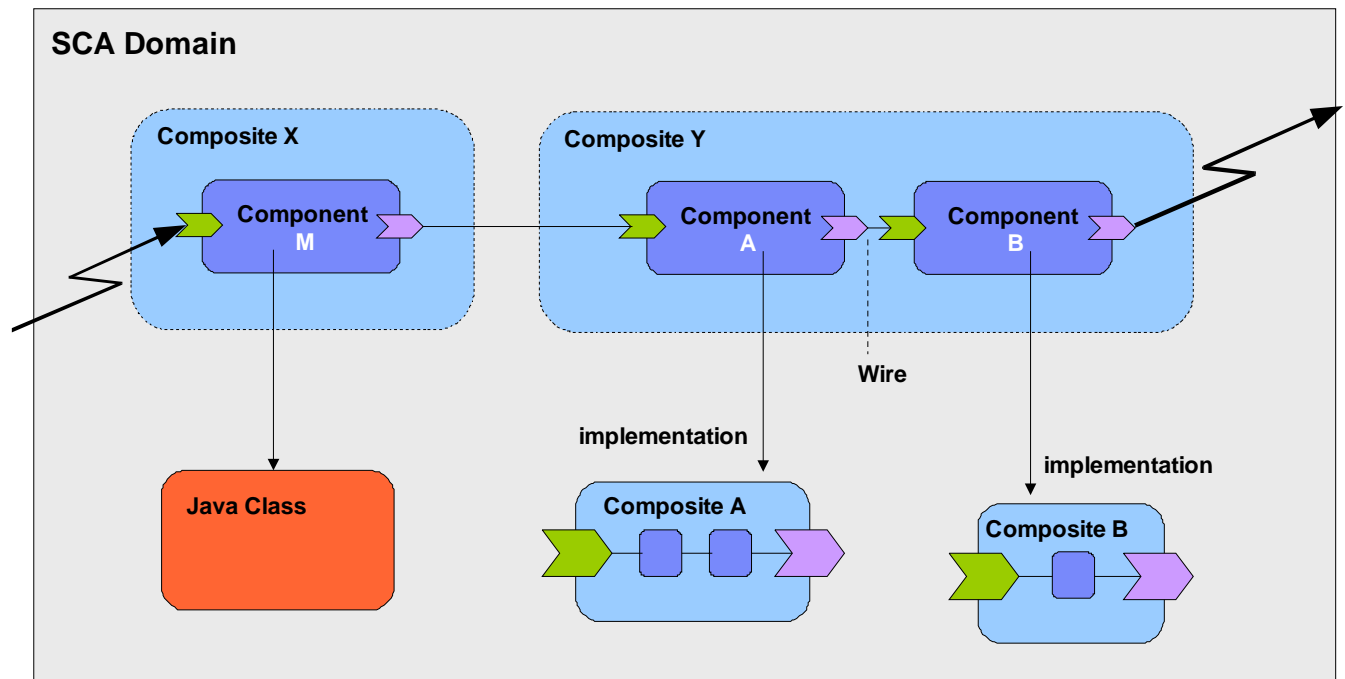 SCA Domain
Composite X
Composite Y
Component
M
Component
A
Component
B
Wire
implementation
implementation
Java Class
Composite A
Composite B